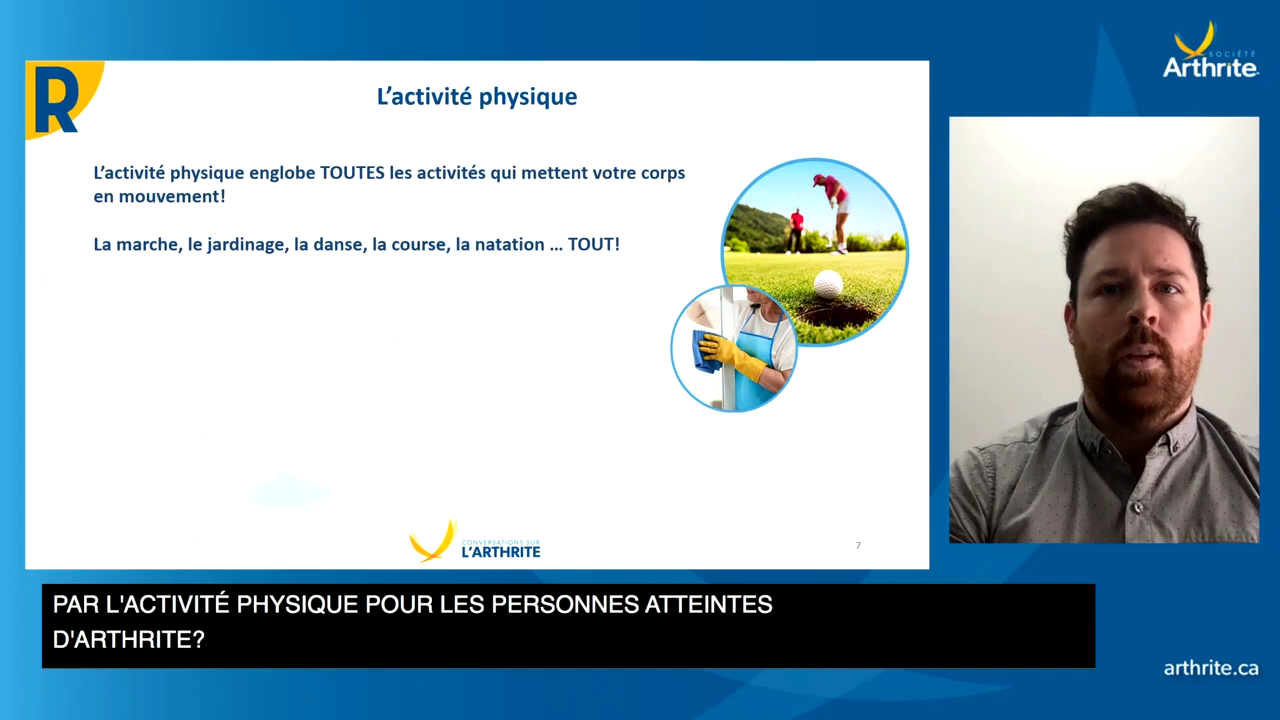 SOCIÉTÉ
Arthrite
R
L'activité physique
L'activité physique englobe TOUTES les activités qui mettent votre corps
en mouvement!
La marche, le jardinage, la danse, la course, la natation ... TOUT!
CONVERSATIONS SUR
L'ARTHRITE
7
PAR L'ACTIVITÉ PHYSIQUE POUR LES PERSONNES ATTEINTES
D'ARTHRITE?
arthrite.ca